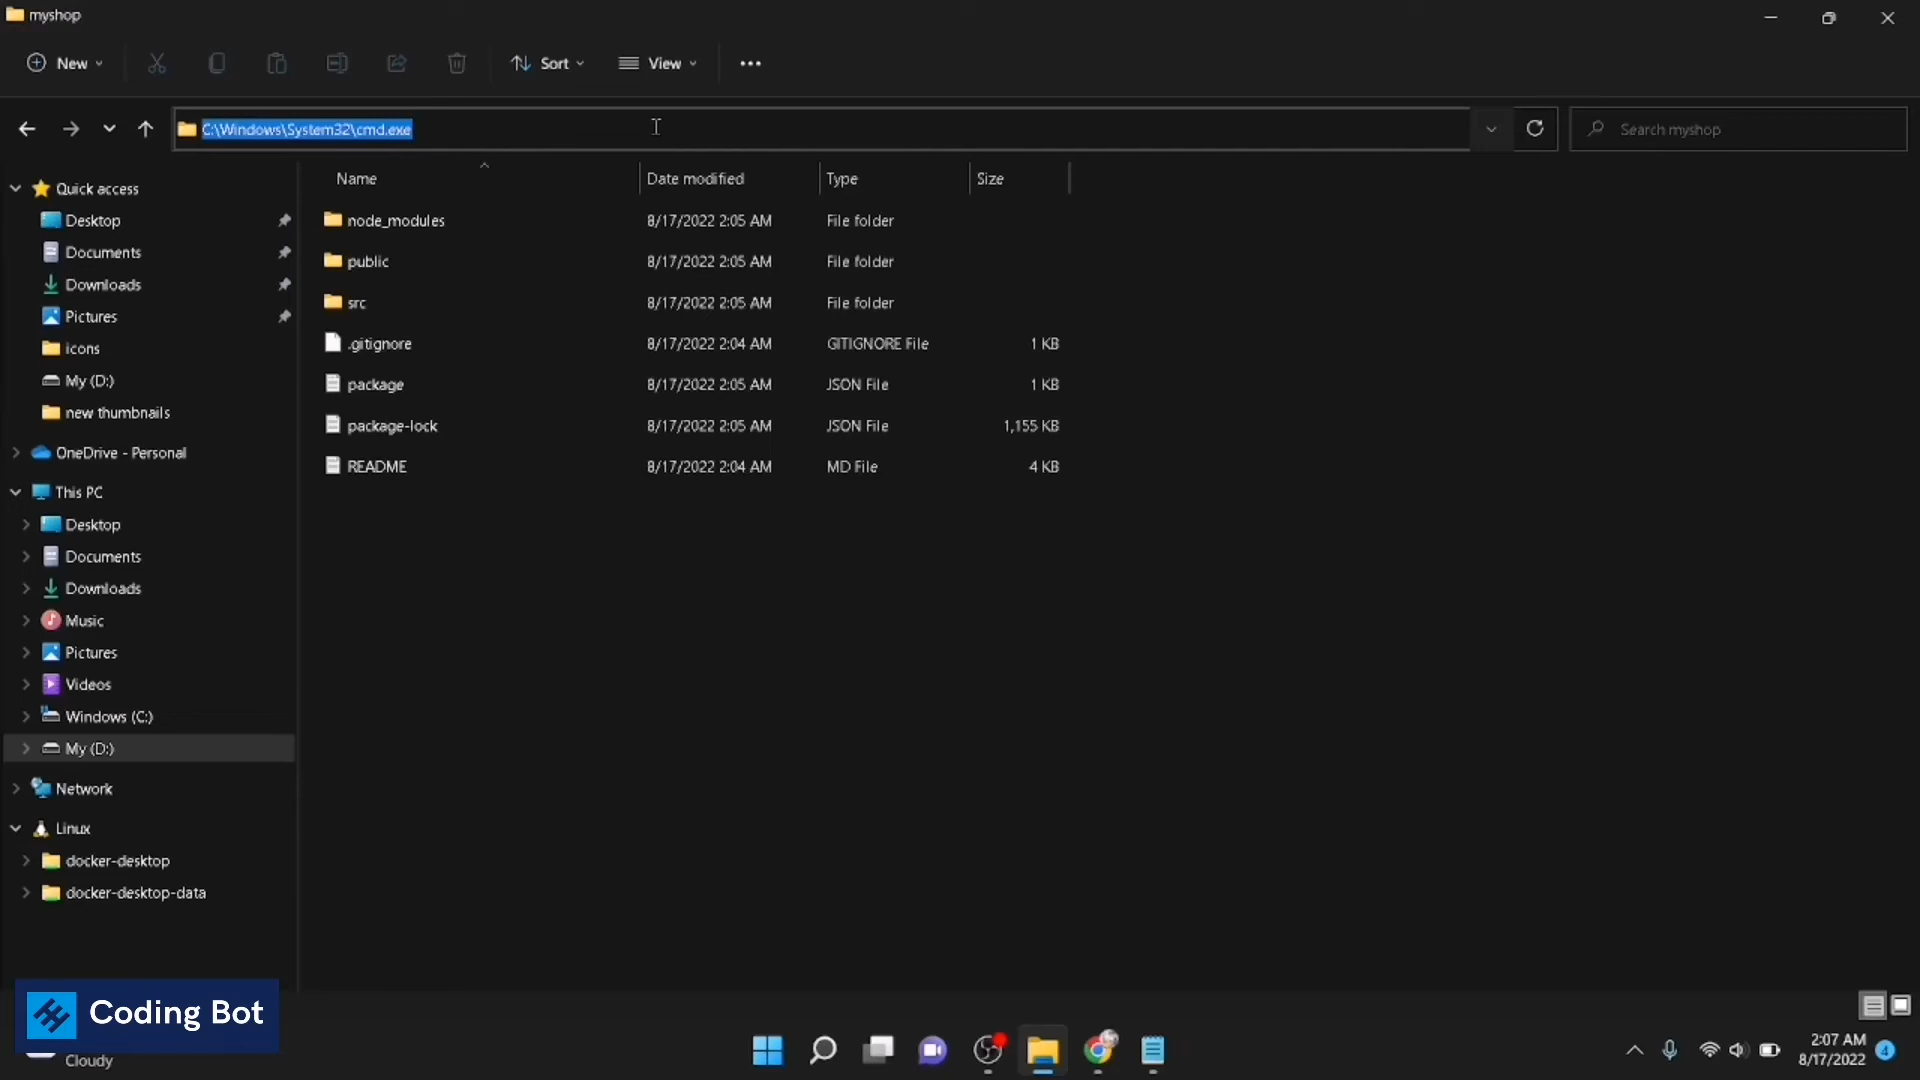 myshop
New
Sort
View
C:\Windows\System32\cmd.exe
Search myshop
Name Date modified Type Size
Quick access
Desktop
Documents
Downloads
Pictures
icons
My (D:)
new thumbnails
OneDrive - Personal
This PC
Desktop
Documents
Downloads
Music
Pictures
Videos
Windows (C:)
My (D:)
Network
Linux
docker-desktop
docker-desktop-data
node_modules 8/17/2022 2:05 AM File folder
public 8/17/2022 2:05 AM File folder
src 8/17/2022 2:05 AM File folder
.gitignore 8/17/2022 2:04 AM GITIGNORE File 1 KB
package 8/17/2022 2:05 AM JSON File 1 KB
package-lock 8/17/2022 2:05 AM JSON File 1,155 KB
README 8/17/2022 2:04 AM MD File 4 KB
Coding Bot
Cloudy
2:07 AM
8/17/2022
4